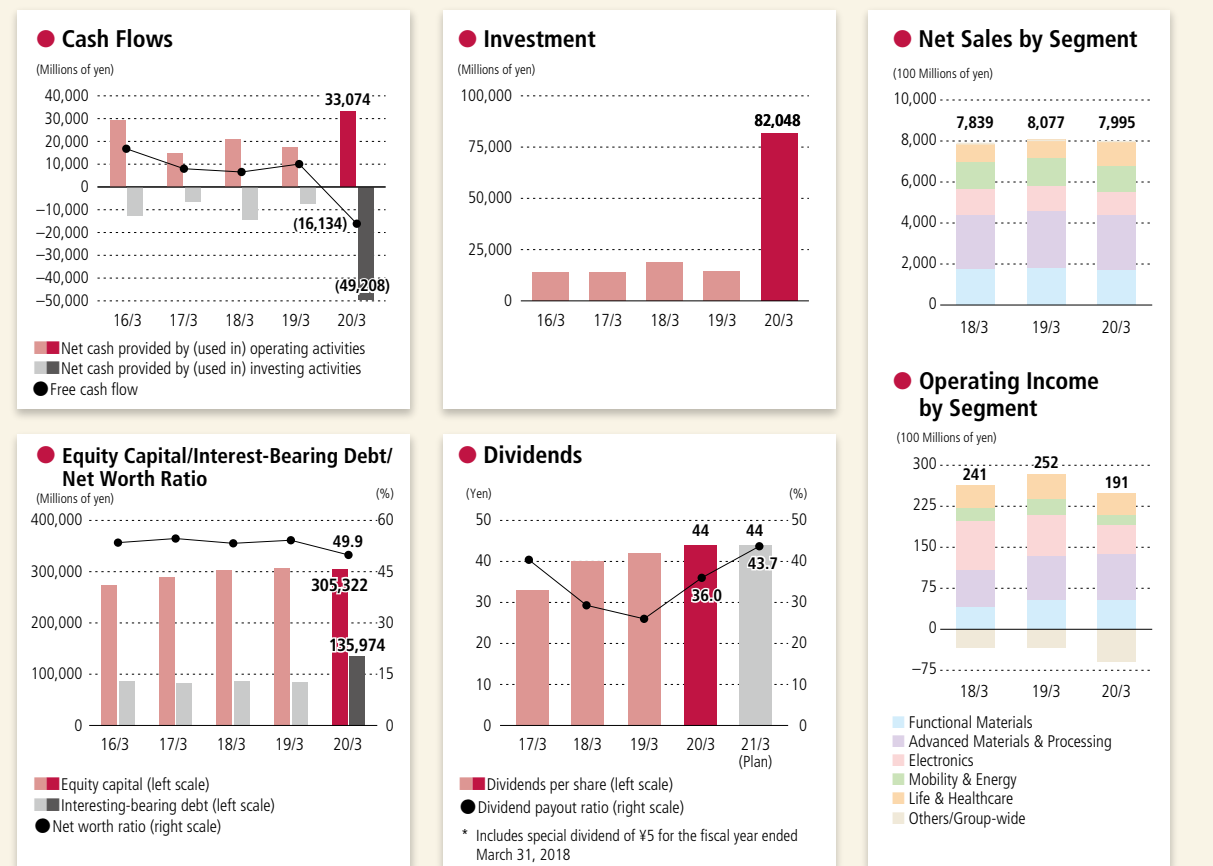 Cash Flows
(Millions of yen)
40,000
30,000
20,000
10,000
0
–10,000
–20,000
–30,000
–40,000
–50,000
33,074
(16,134)
(49,208)
16/3 17/3 18/3 19/3 20/3
Net cash provided by (used in) operating activities
Net cash provided by (used in) investing activities
Free cash flow
Investment
(Millions of yen)
100,000
75,000
50,000
25,000
0
82,048
16/3 17/3 18/3 19/3 20/3
Net Sales by Segment
(100 Millions of yen)
10,000
8,000
6,000
4,000
2,000
0
7,839 8,077 7,995
18/3 19/3 20/3
Operating Income
by Segment
(100 Millions of yen)
300
225
150
75
0
–75
241 252 191
18/3 19/3 20/3
Functional Materials
Advanced Materials & Processing
Electronics
Mobility & Energy
Life & Healthcare
Others/Group-wide
Equity Capital/Interest-Bearing Debt/
Net Worth Ratio
(Millions of yen) (%)
400,000 60
300,000 45
200,000 30
100,000 15
0 0
49.9
305,322
135,974
16/3 17/3 18/3 19/3 20/3
Equity capital (left scale)
Interesting-bearing debt (left scale)
Net worth ratio (right scale)
Dividends
(Yen) (%)
50 50
40 40
30 30
20 20
10 10
0 0
44 44
43.7
36.0
17/3 18/3 19/3 20/3 21/3
(Plan)
Dividends per share (left scale)
Dividend payout ratio (right scale)
* Includes special dividend of ¥5 for the fiscal year ended
March 31, 2018